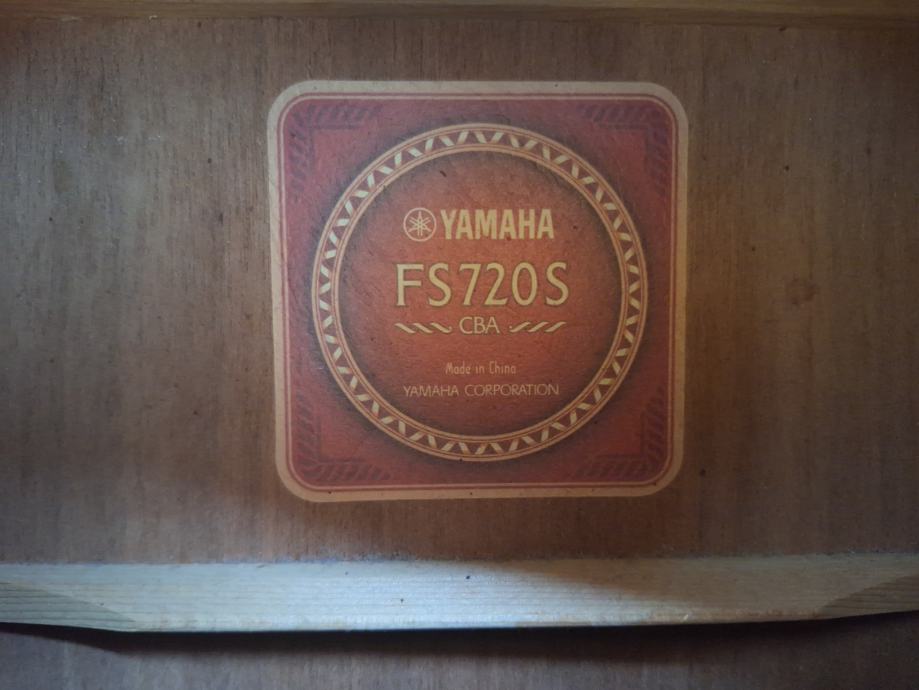 YAMAHA
FS720S
CBA
Made in China
YAMAHA CORPORATION